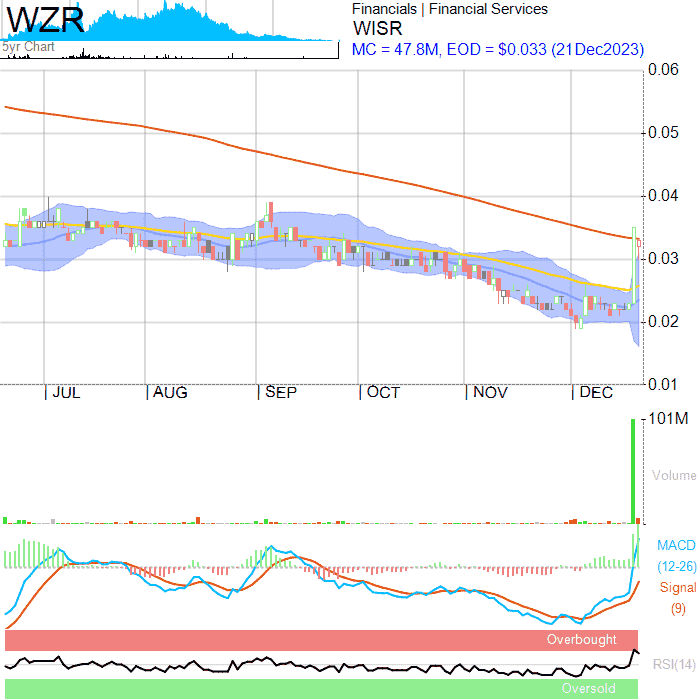 WZR
5yr Chart
Financials | Financial Services
WISR
MC = 47.8M, EOD = $0.033 (21Dec2023)
0.06
0.05
0.04
0.03
0.02
0.01
JUL AUG SEP OCT NOV DEC
101M
Volume
MACD
(12-26)
Signal
(9)
Overbought
RSI(14)
Oversold